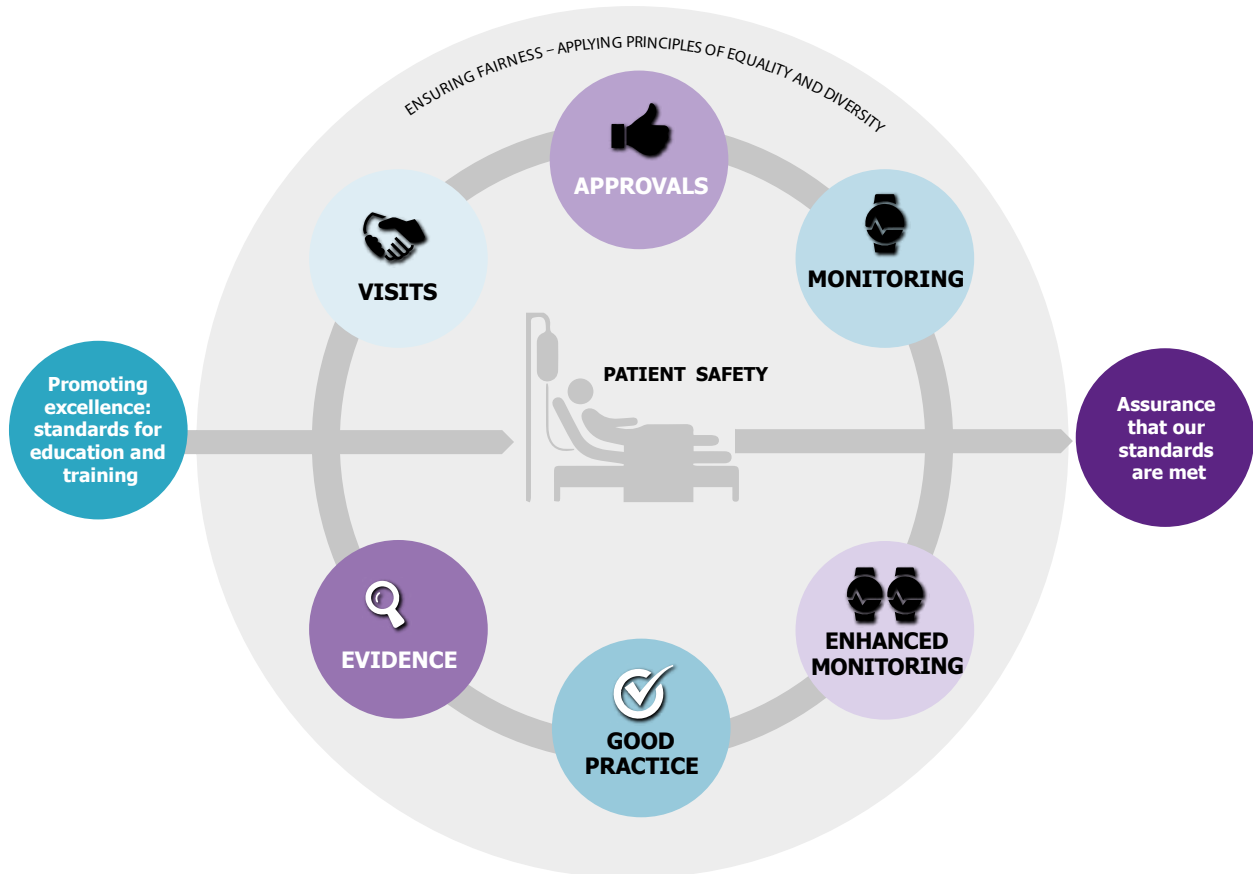 ENSURING FAIRNESS – APPLYING PRINCIPLES OF EQUALITY AND DIVERSITY
APPROVALS
VISITS
MONITORING
PATIENT SAFETY
Promoting
excellence:
standards for
education and
training
Assurance
that our
standards
are met
EVIDENCE
ENHANCED
MONITORING
GOOD
PRACTICE